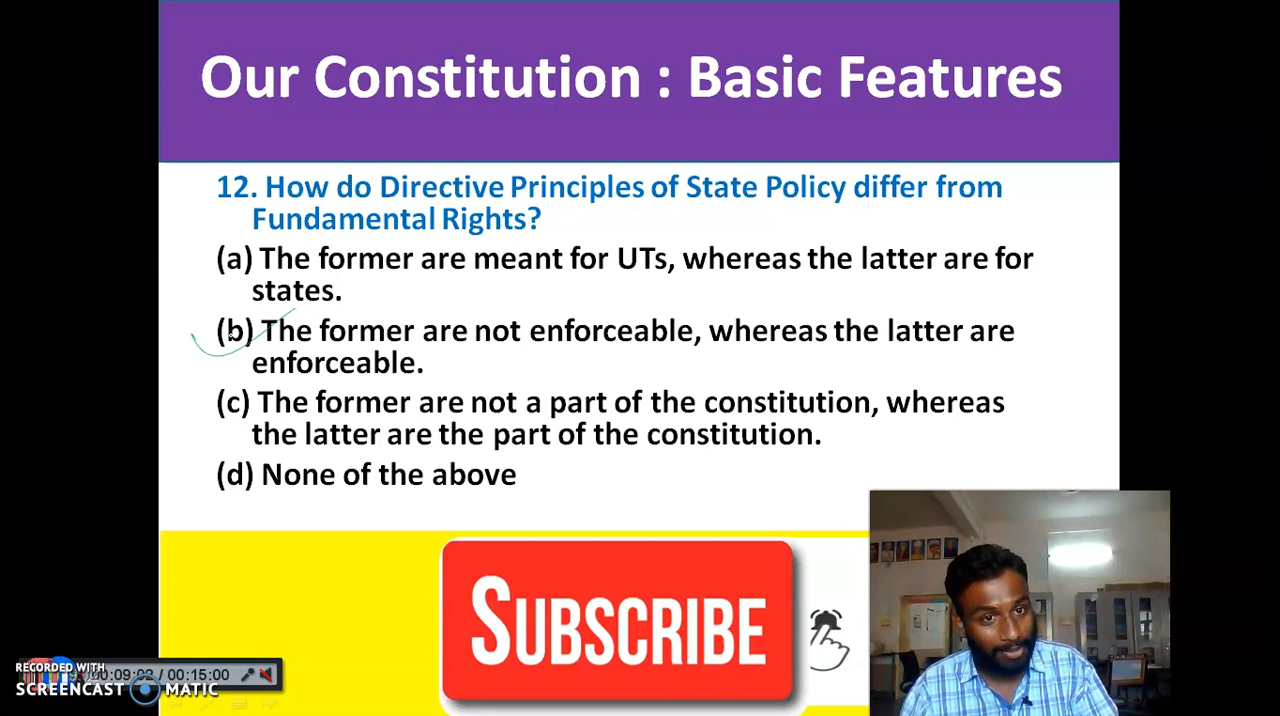 Our Constitution : Basic Features
12. How do Directive Principles of State Policy differ from
Fundamental Rights?
(a) The former are meant for UTs, whereas the latter are for
states.
(b) The former are not enforceable, whereas the latter are
enforceable.
(c) The former are not a part of the constitution, whereas
the latter are the part of the constitution.
(d) None of the above
SUBSCRIBE
RECORDED WITH
00:09:02 / 00:15:00
SCREENCAST MATIC